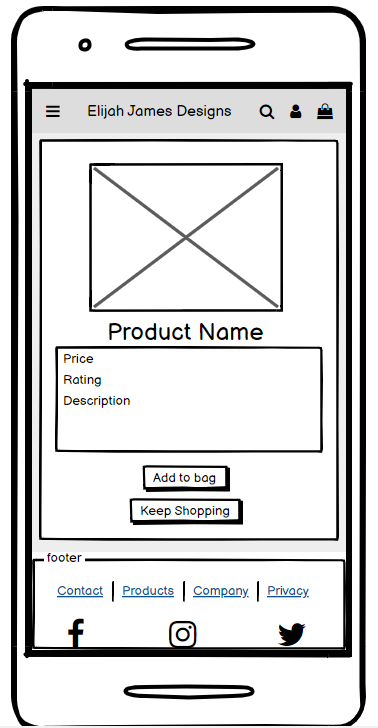 Elijah James Designs
Product Name
Price
Rating
Description
Add to bag
Keep Shopping
footer
Contact Products Company Privacy